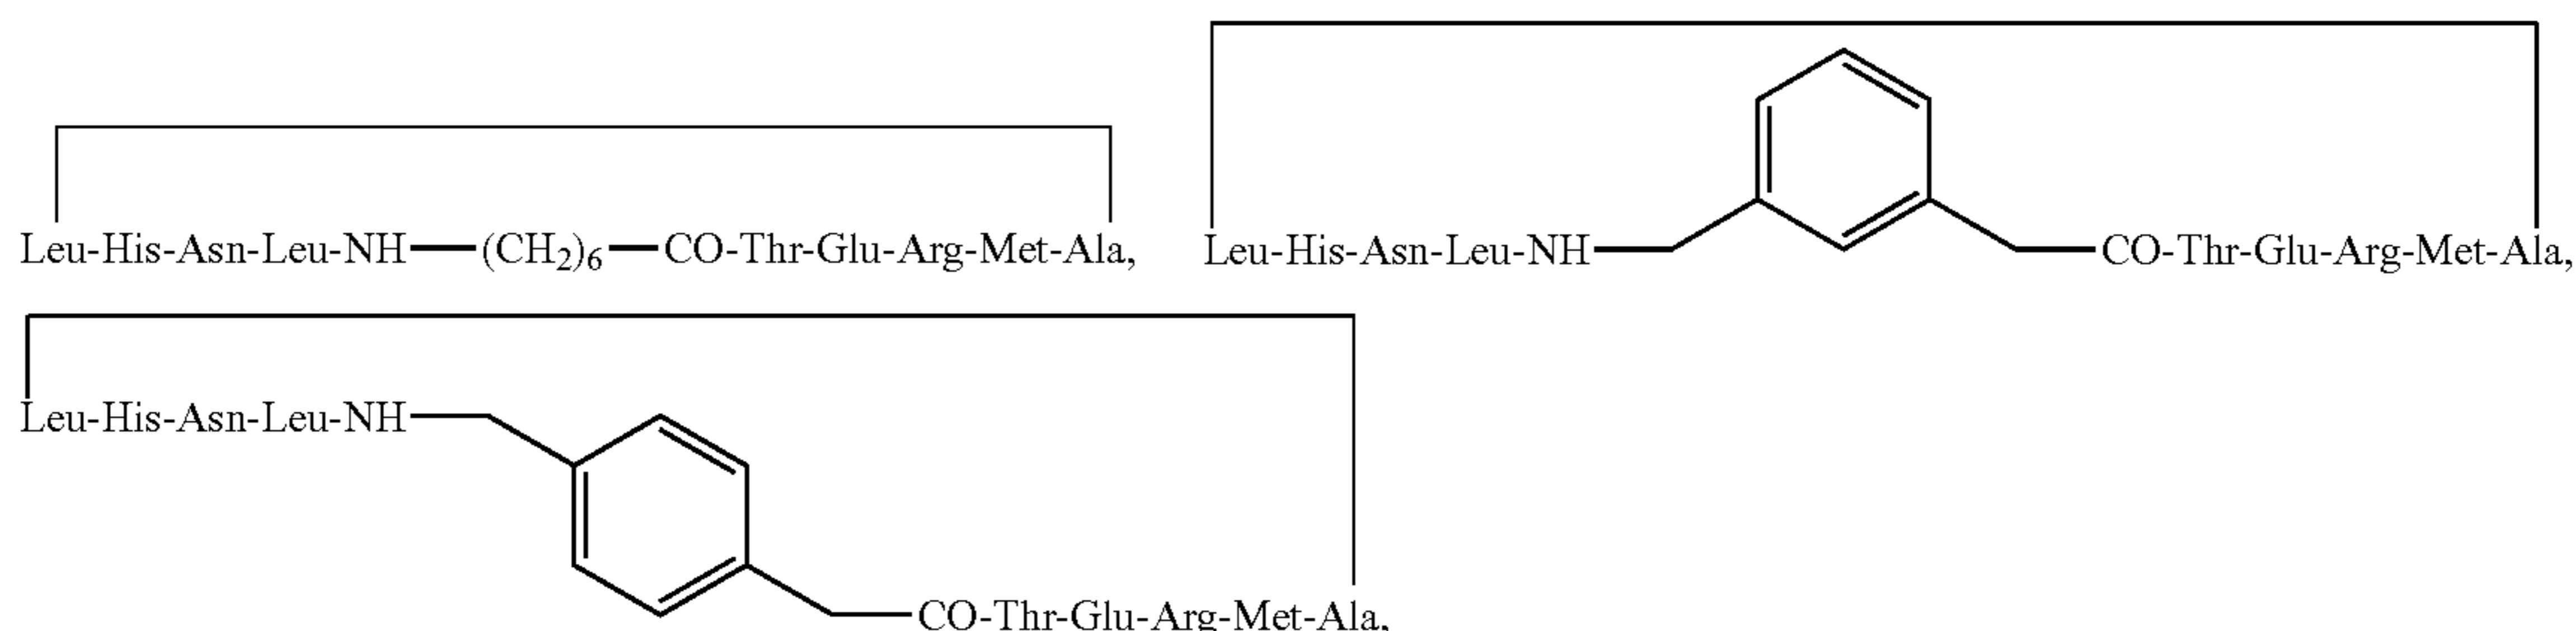 Leu-His-Asn-Leu-NH—(CH₂)₆—CO-Thr-Glu-Arg-Met-Ala,
Leu-His-Asn-Leu-NH CO-Thr-Glu-Arg-Met-Ala,
Leu-His-Asn-Leu-NH
CO-Thr-Glu-Arg-Met-Ala,